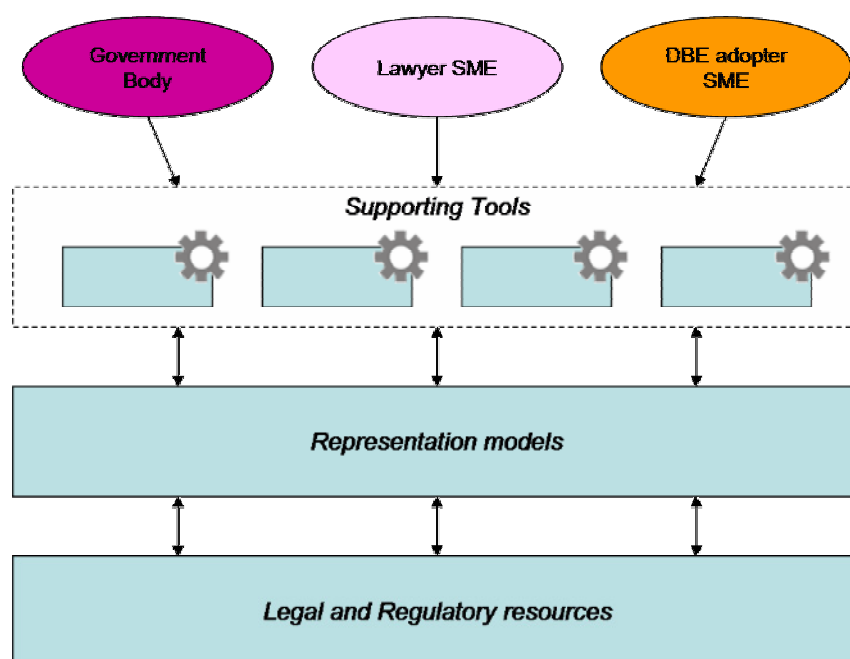 Government
Body
Lawyer SME
DBE adopter
SME
Supporting Tools
Representation models
Legal and Regulatory resources